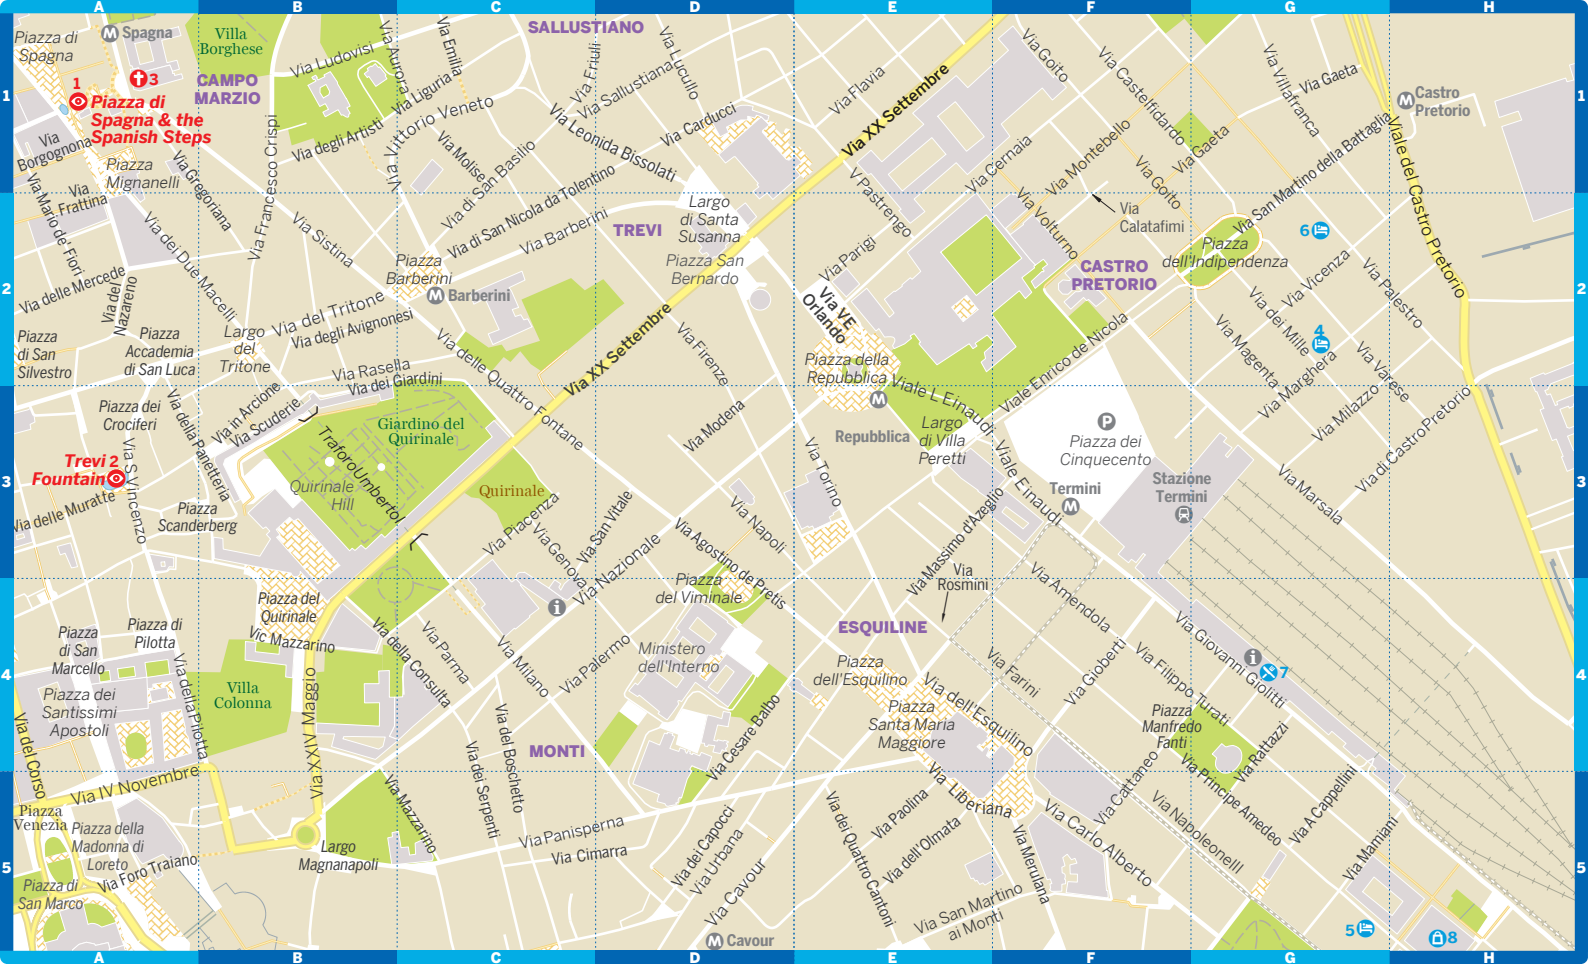 A
B
C
D
E
F
G
H
1
2
3
4
5
Piazza di
Spagna
M Spagna
3
1
Piazza di
Spagna & the
Spanish Steps
Villa
Borghese
CAMPO
MARZIO
Via Ludovisi
Via Aurora
Via Emilia
SALLUSTIANO
Via Friuli
Via Lucullo
Via Sallustiana
Via Liguria
Via Vittorio Veneto
Via degli Artisti
Via Molise
Via di San Basilio
Via Leonida Bissolati
Via Carducci
Via Flavia
Via XX Settembre
Via Goito
Via Castelfidardo
Via Villafranca
Via Gaeta
M Castro
Pretorio
Via
Borgognona
Piazza
Mignanelli
Via Gregoriana
Via Francesco Crispi
Via Cernaia
Via Montebello
Via Gaeta
Via San Martino della Battaglia
Viale del Castro Pretorio
Via
Frattina
Via Mario de' Fiori
Via dei Due Macelli
Via Sistina
Via di San Nicola da Tolentino
Via Barberini
TREVI
Largo
di Santa
Susanna
V Pastrengo
Via Parigi
Via Volturno
Via Goito
Via
Calatafimi
6
Piazza
dell'Indipendenza
CASTRO
PRETORIO
Via Vicenza
Via Palestro
Via delle Mercede
Via del
Nazareno
Piazza
Barberini
M Barberini
Piazza San
Bernardo
Via VE
Orlando
Via dei Mille
4
Via Magenta
Via Marghera
Via Varese
Piazza
di San
Silvestro
Piazza
Accademia
di San Luca
Largo
del
Tritone
Via del Tritone
Via degli Avignonesi
Via Rasella
Via dei Giardini
Via delle Quattro Fontane
Via XX Settembre
Via Firenze
Piazza della
Repubblica
M
Repubblica
Viale L Einaudi
Viale Enrico de Nicola
Via Milazzo
Via di Castro Pretorio
Piazza dei
Crociferi
Via della Panetteria
Via in Arcione
Via Scuderie
Giardino del
Quirinale
Traforo Umberto I
Quirinale
Hill
Quirinale
Via Modena
Via Torino
Largo
di Villa
Peretti
Viale Einaudi
P
Piazza dei
Cinquecento
Termini
M
Stazione
Termini
Via Marsala
Trevi 2
Fountain
Via S Vincenzo
Via delle Muratte
Piazza
Scanderberg
Via Piacenza
Via Genova
Via San Vitale
Via Nazionale
Via Napoli
Via Agostino de Pretis
Via Massimo d'Azeglio
Via
Rosmini
Piazza
del Viminale
Piazza del
Quirinale
Piazza di
Pilotta
Piazza
di San
Marcello
Vic Mazzarino
Via della Consulta
Via Parma
i
Via Milano
Via Palermo
Ministero
dell'Interno
ESQUILINE
Piazza
dell'Esquilino
Via Amendola
Via Farini
Via Gioberti
Via Giovanni Giolitti
i
7
Via Filippo Turati
Piazza dei
Santissimi
Apostoli
Via della Pilotta
Villa
Colonna
Via XXIV Maggio
MONTI
Via dei Serpenti
Via del Boschetto
Via Cesare Balbo
Piazza
Santa Maria
Maggiore
Via dell'Esquilino
Piazza
Manfredo
Fanti
Via Rattazzi
Via del Corso
Via IV Novembre
Via Mazzarino
Via Panisperna
Via Cimarra
Via dei Capocci
Via Urbana
Via Cavour
Via Liberiana
Via Paolina
Via dell'Olmata
Via dei Quattro Cantoni
Via Cattaneo
Via Principe Amedeo
Via Napoleone III
Via A Cappellini
Via Mamiani
Piazza
Venezia
Piazza della
Madonna di
Loreto
Via Foro Traiano
Piazza di
San Marco
Largo
Magnanapoli
Via Carlo Alberto
Via Merulana
Via San Martino
ai Monti
M Cavour
5
8
A
B
C
D
E
F
G
H
1
2
3
4
5